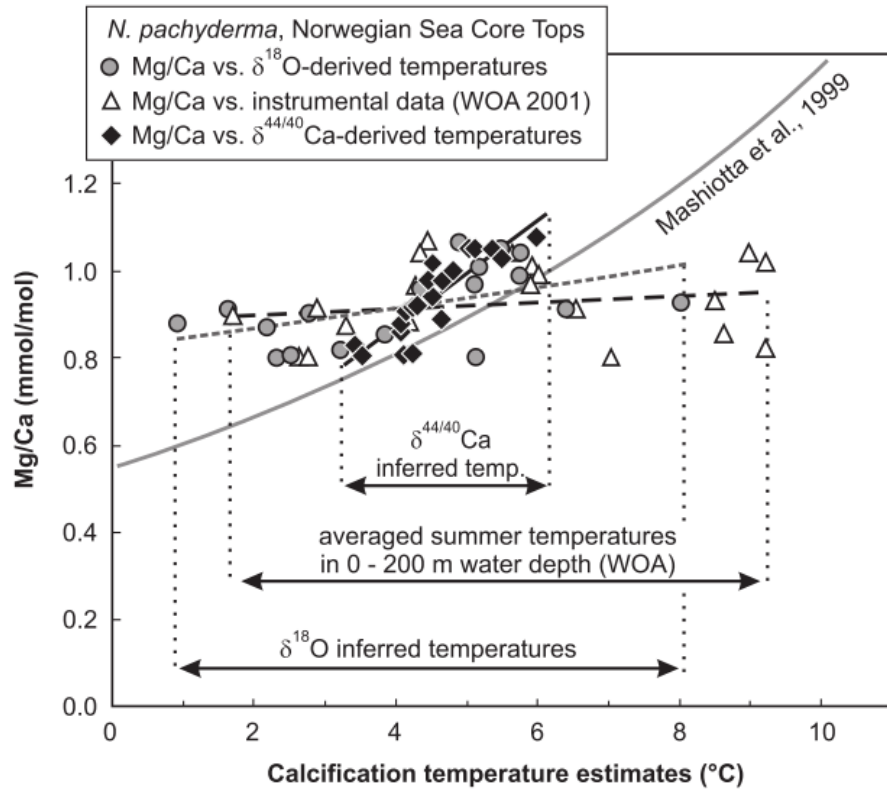 N. pachyderma, Norwegian Sea Core Tops
Mg/Ca vs. δ¹⁸O-derived temperatures
Mg/Ca vs. instrumental data (WOA 2001)
Mg/Ca vs. δ⁴⁴/⁴⁰Ca-derived temperatures
Mashiotta et al., 1999
1.2
1.0
0.8
0.6
0.4
0.2
0.0
Mg/Ca (mmol/mol)
δ⁴⁴/⁴⁰Ca
inferred temp.
averaged summer temperatures
in 0 - 200 m water depth (WOA)
δ¹⁸O inferred temperatures
0 2 4 6 8 10
Calcification temperature estimates (°C)